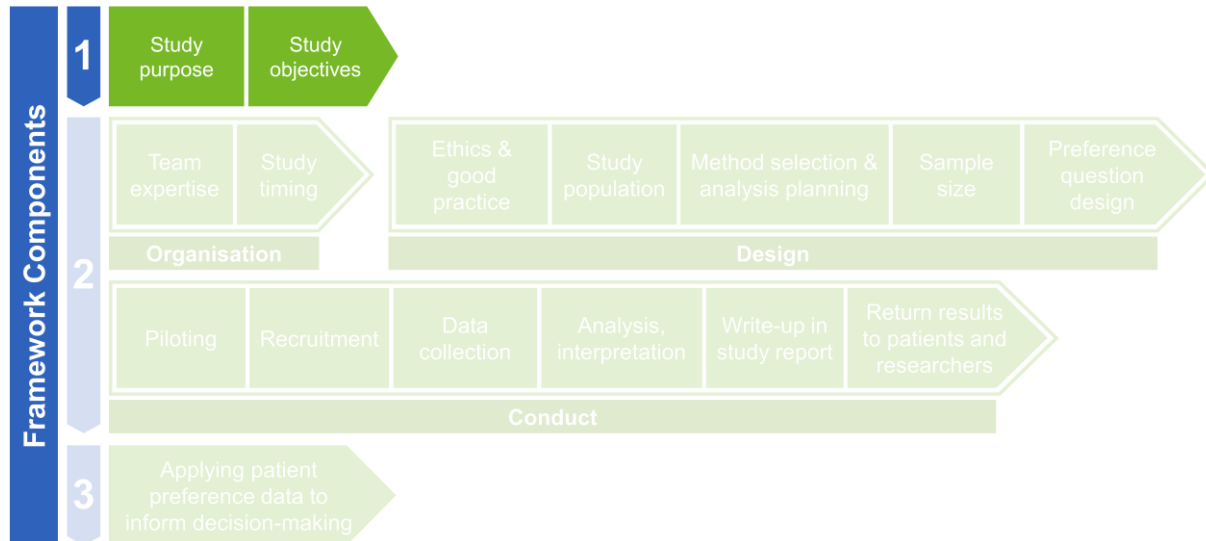 Framework Components
1
Study
purpose
Study
objectives
2
Team
expertise
Study
timing
Organisation
Ethics &
good
practice
Study
population
Method selection &
analysis planning
Sample
size
Preference
question
design
Design
Piloting
Recruitment
Data
collection
Analysis,
interpretation
Write-up in
study report
Return results
to patients and
researchers
Conduct
3
Applying patient
preference data to
inform decision-making